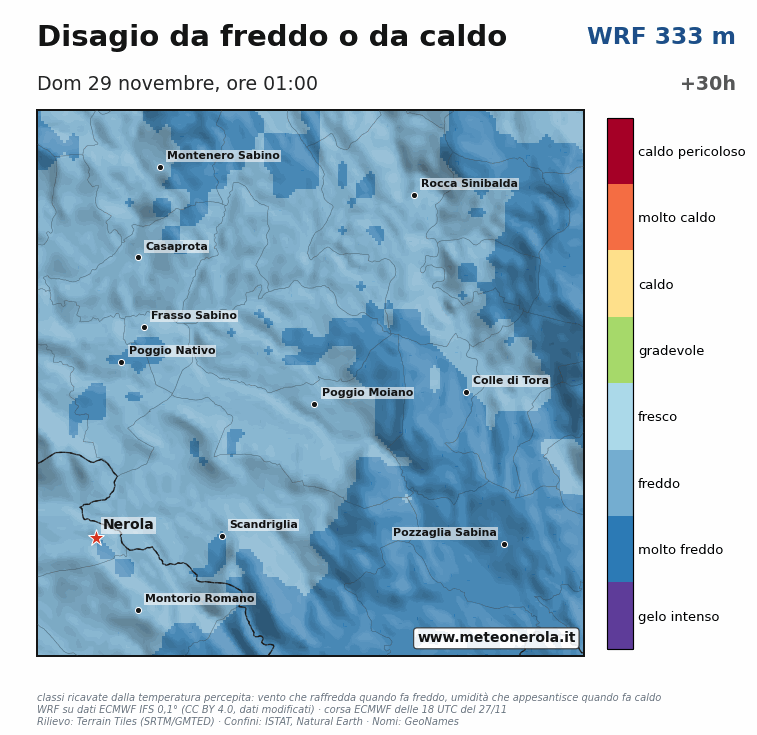 Disagio da freddo o da caldo
WRF 333 m
Dom 29 novembre, ore 01:00
+30h
Montenero Sabino
Rocca Sinibalda
Casaprota
Frasso Sabino
Poggio Nativo
Colle di Tora
Poggio Moiano
Nerola
Scandriglia
Pozzaglia Sabina
Montorio Romano
www.meteonerola.it
caldo pericoloso
molto caldo
caldo
gradevole
fresco
freddo
molto freddo
gelo intenso
classi ricavate dalla temperatura percepita: vento che raffredda quando fa freddo, umidità che appesantisce quando fa caldo
WRF su dati ECMWF IFS 0,1° (CC BY 4.0, dati modificati) · corsa ECMWF delle 18 UTC del 27/11
Rilievo: Terrain Tiles (SRTM/GMTED) · Confini: ISTAT, Natural Earth · Nomi: GeoNames